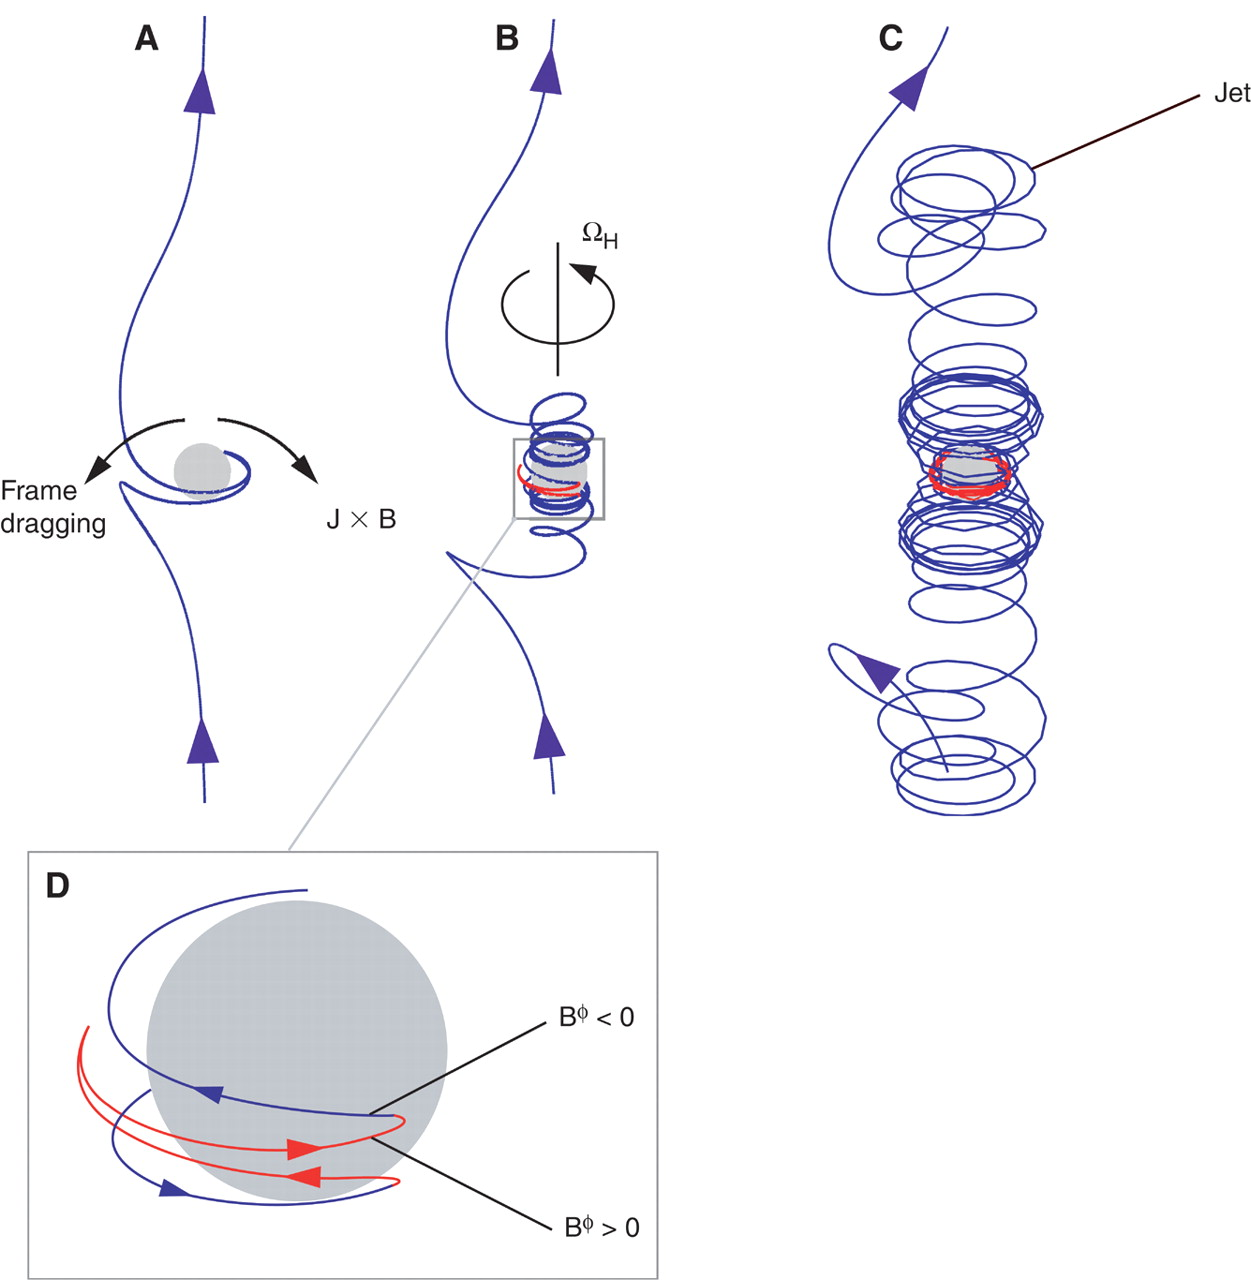 A
B
C
Jet
Ω_H
Frame
dragging
J × B
D
B^ϕ < 0
B^ϕ > 0